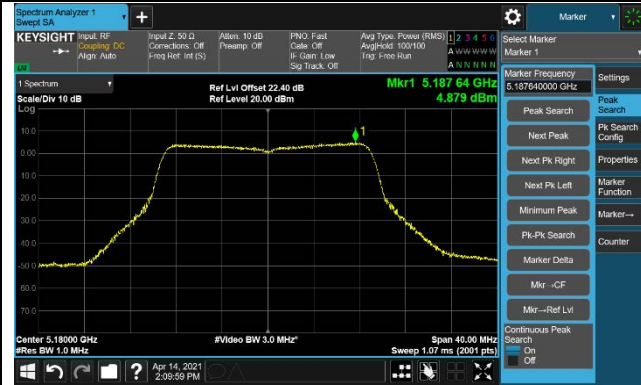 Spectrum Analyzer 1
Swept SA
+
Marker
KEYSIGHT
Input: RF
Coupling: DC
Align: Auto
Input Z: 50 Ω
Corrections: Off
Freq Ref: Int (S)
Atten: 10 dB
Preamp: Off
PNO: Fast
Gate: Off
IF Gain: Low
Sig Track: Off
Avg Type: Power (RMS)
Avg|Hold: 100/100
Trig: Free Run
1 2 3 4 5 6
A W W W W W
A N N N N N
LXI
Select Marker
Marker 1
1 Spectrum
Scale/Div 10 dB
Log
Ref Lvl Offset 22.40 dB
Ref Level 20.00 dBm
Mkr1 5.187 64 GHz
4.879 dBm
1
10.0
0.00
10.0
20.0
30.0
40.0
50.0
60.0
70.0
Center 5.18000 GHz
#Res BW 1.0 MHz
#Video BW 3.0 MHz*
Span 40.00 MHz
Sweep 1.07 ms (2001 pts)
Marker Frequency
5.187640000 GHz
Peak Search
Next Peak
Next Pk Right
Next Pk Left
Minimum Peak
Pk-Pk Search
Marker Delta
Mkr→CF
Mkr→Ref Lvl
Continuous Peak
Search
On
Off
Settings
Peak
Search
Pk Search
Config
Properties
Marker
Function
Marker→
Counter
?
Apr 14, 2021
2:09:59 PM